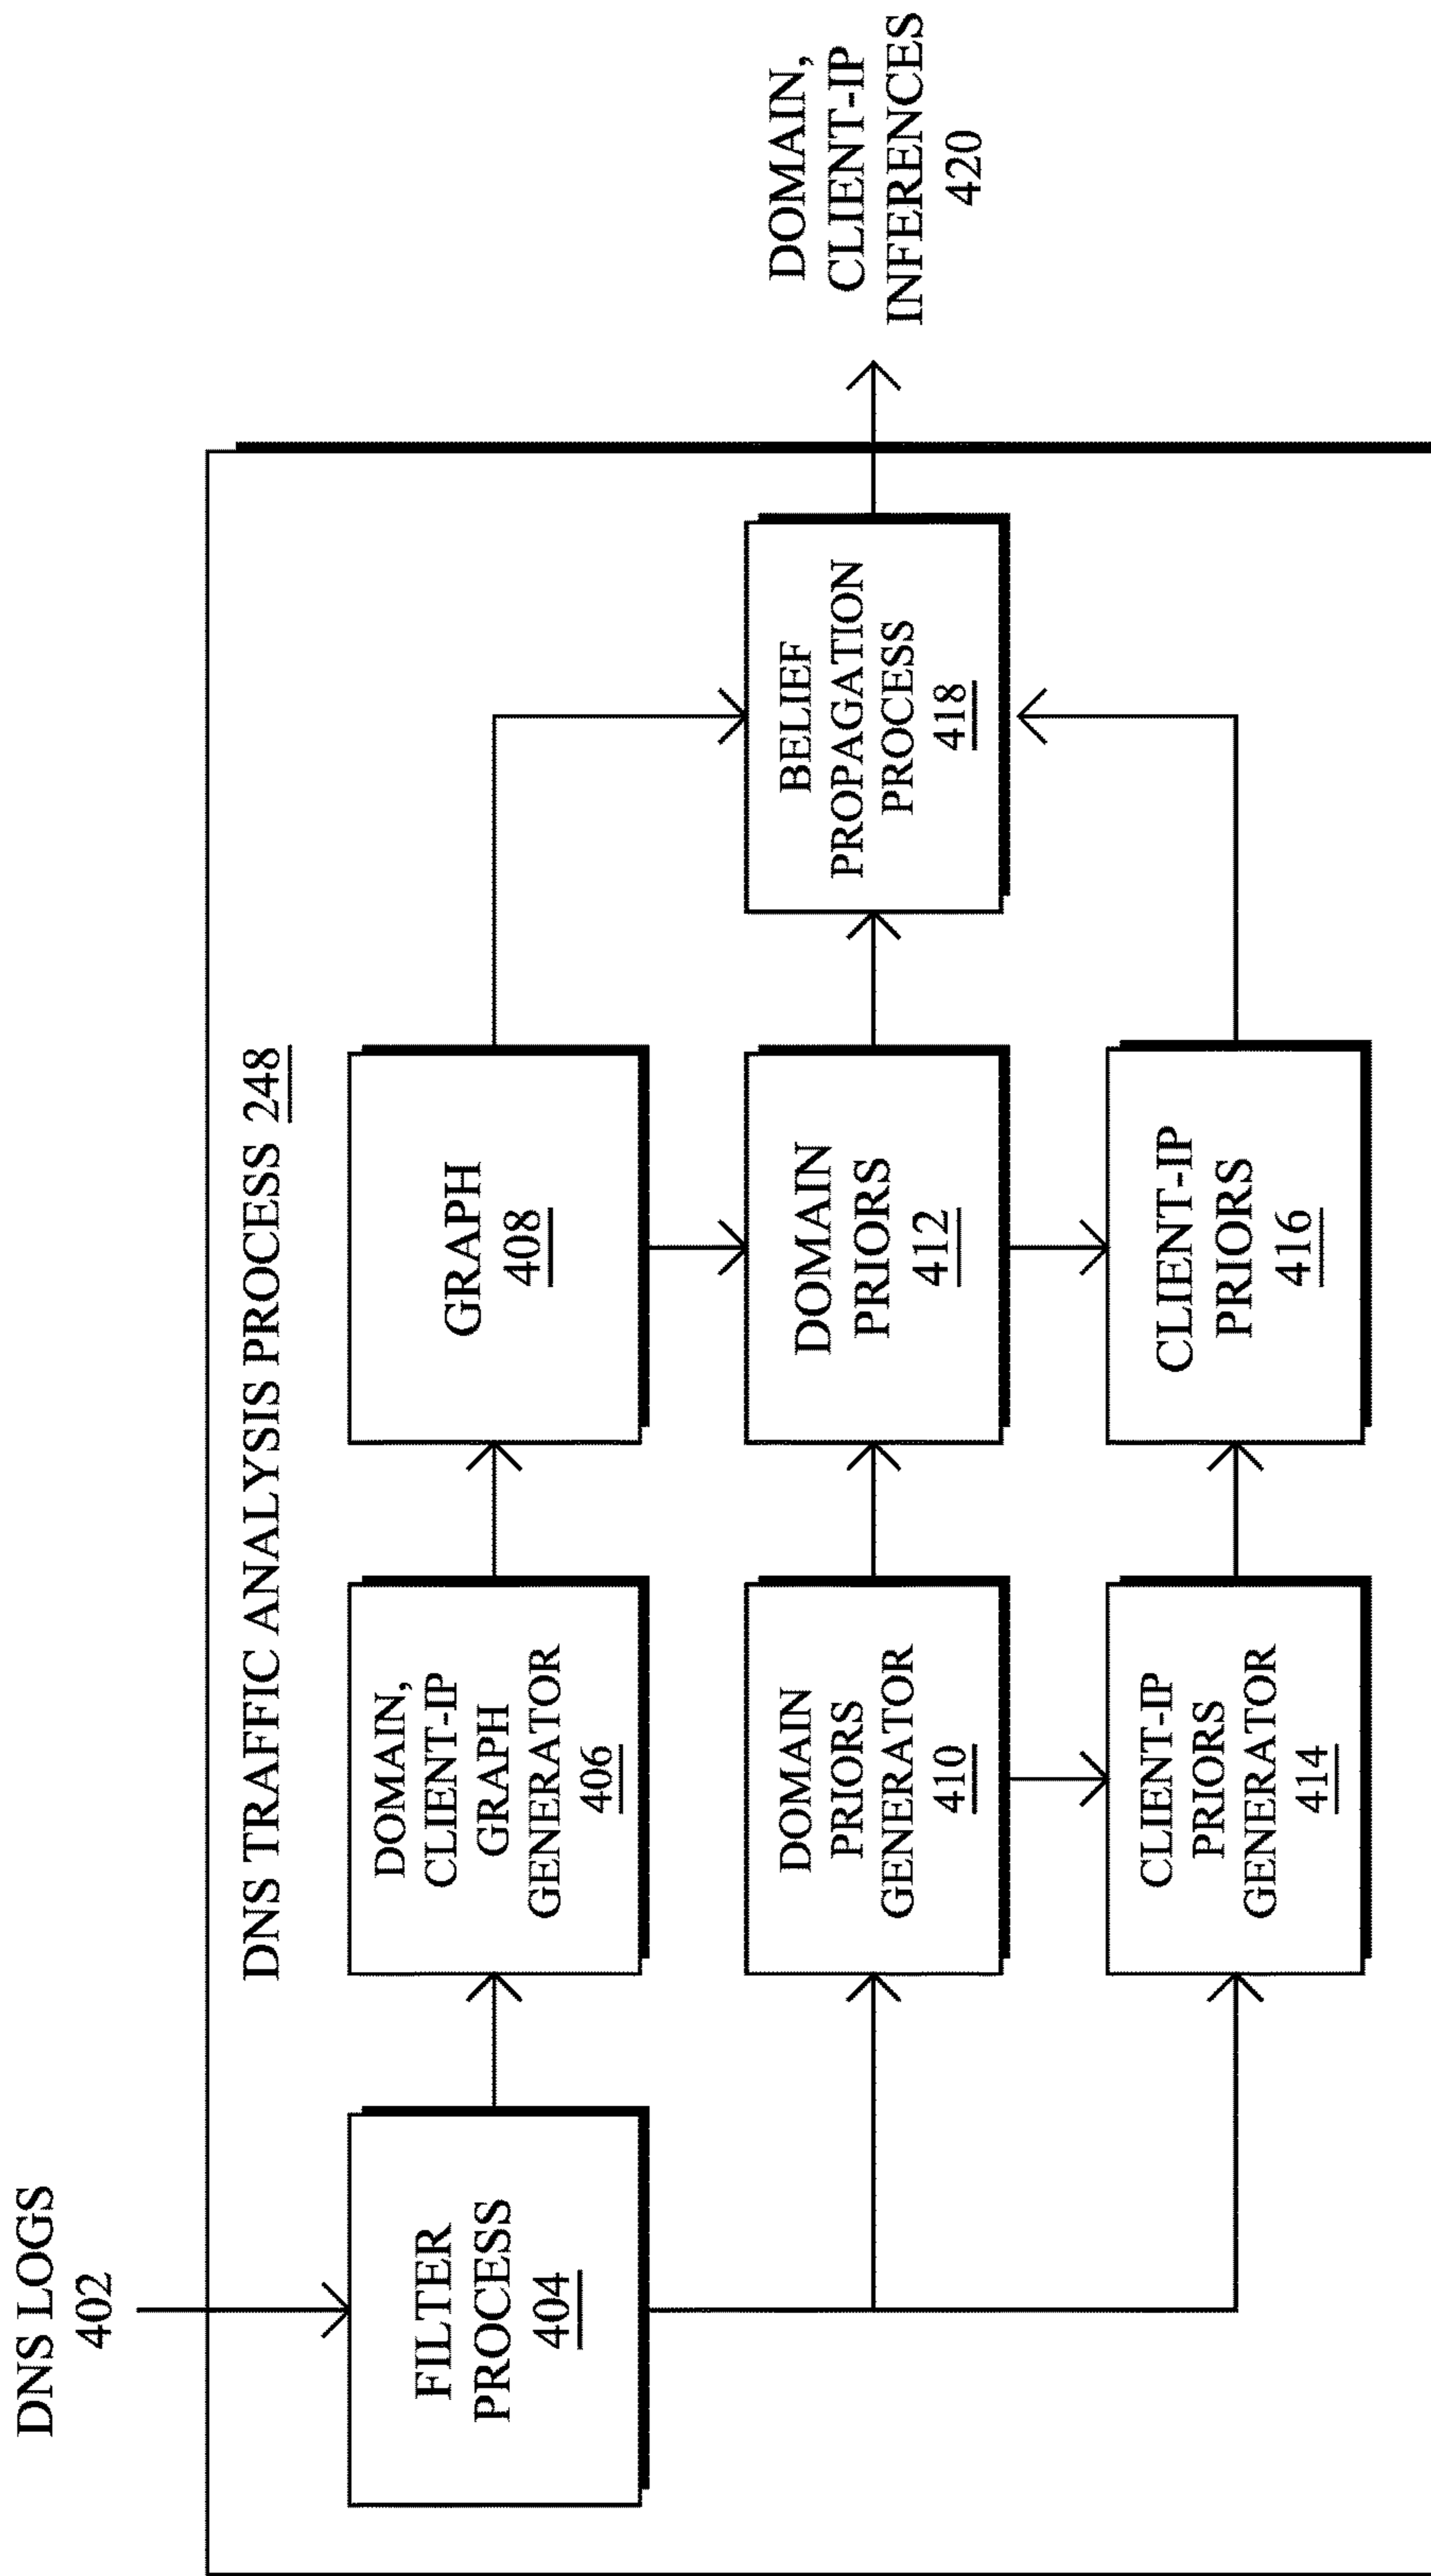 DNS LOGS
402
DNS TRAFFIC ANALYSIS PROCESS 248
FILTER
PROCESS
404
DOMAIN,
CLIENT-IP
GRAPH
GENERATOR
406
GRAPH
408
DOMAIN
PRIORS
GENERATOR
410
DOMAIN
PRIORS
412
BELIEF
PROPAGATION
PROCESS
418
DOMAIN,
CLIENT-IP
INFERENCES
420
CLIENT-IP
PRIORS
GENERATOR
414
CLIENT-IP
PRIORS
416